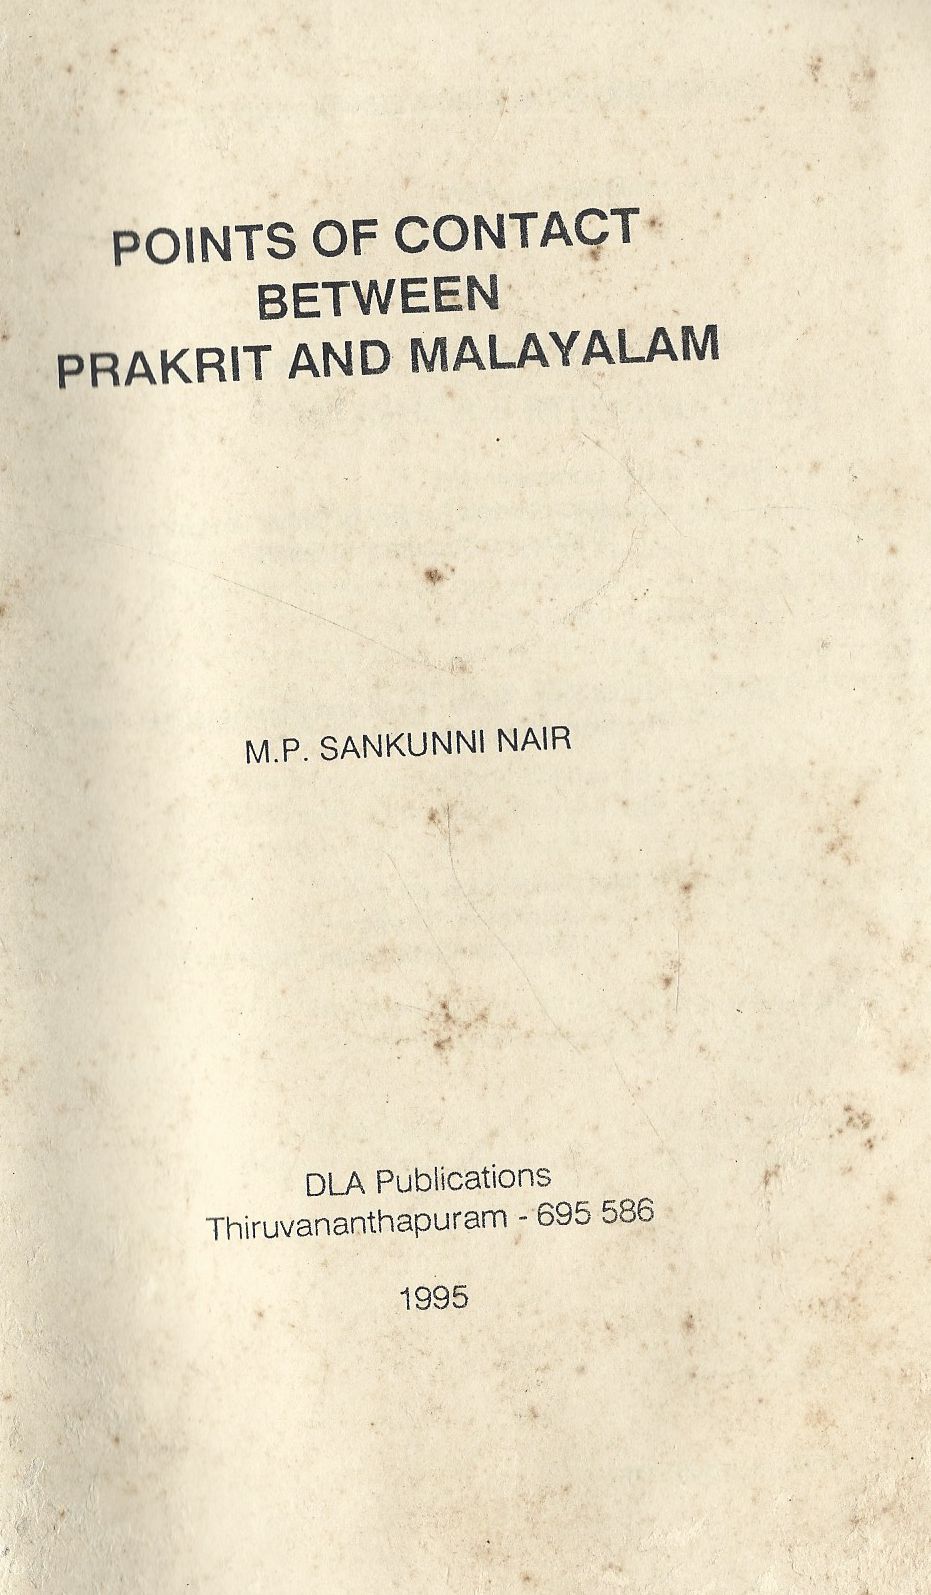 POINTS OF CONTACT
BETWEEN
PRAKRIT AND MALAYALAM
M.P. SANKUNNI NAIR
DLA Publications
Thiruvananthapuram - 695 586
1995